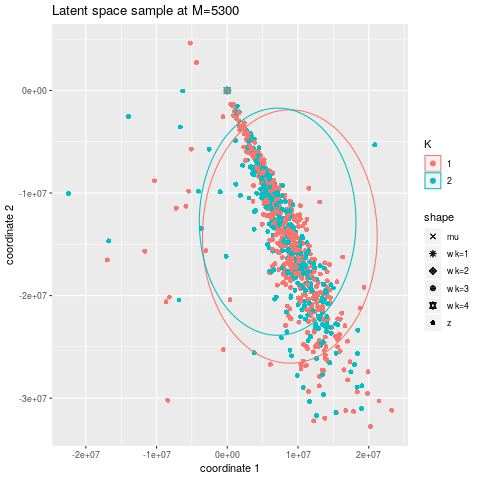 Latent space sample at M=5300
0e+00
-1e+07
-2e+07
-3e+07
coordinate 2
-2e+07 -1e+07 0e+00 1e+07 2e+07
coordinate 1
K
1
2
shape
mu
w k=1
w k=2
w k=3
w k=4
z